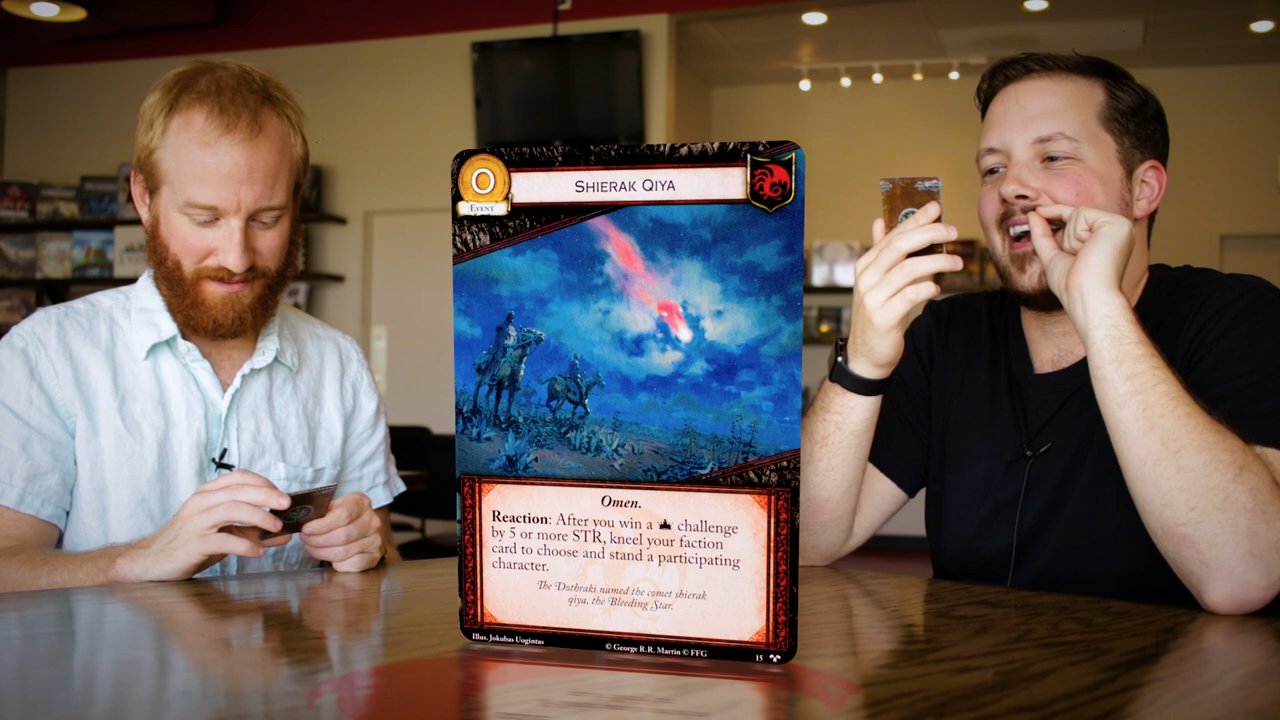 0
SHIERAK QIYA
EVENT
Omen.
Reaction: After you win a challenge
by 5 or more STR, kneel your faction
card to choose and stand a participating
character.
The Dothraki named the comet shierak
qiya, the Bleeding Star.
Illus. Jokubas Uogintas
© George R.R. Martin © FFG
15